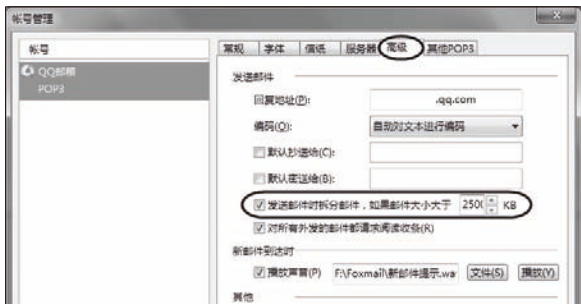 帐号管理
帐号
QQ邮箱
POP3
常规 字体 信纸 服务器 高级 其他POP3
发送邮件
回复地址(P): .qq.com
编码(O): 自动对文本进行编码
默认抄送给(C):
默认密送给(B):
发送邮件时拆分邮件，如果邮件大小大于 250 KB
对所有外发的邮件都请求阅读收条(R)
新邮件到达时
播放声音(P) F:\Foxmail\新邮件提示.wa 文件(S) 播放(V)
其他